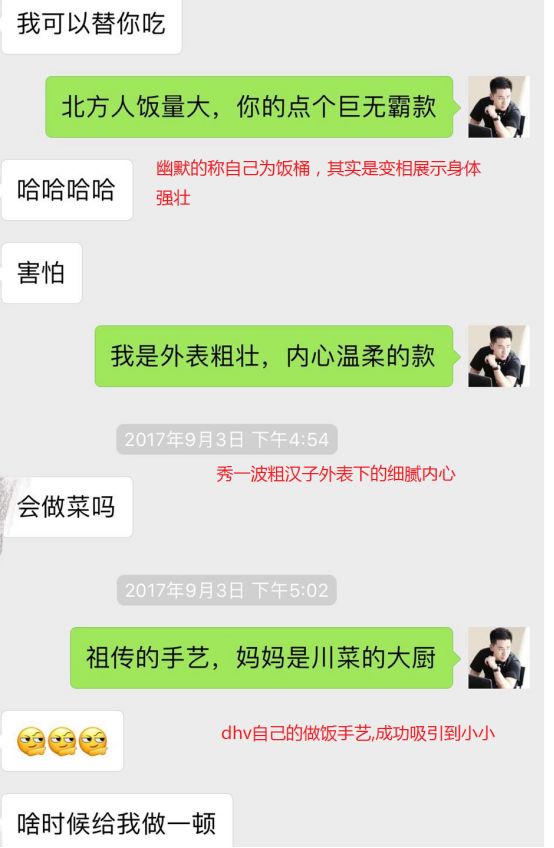 我可以替你吃
北方人饭量大，你的点个巨无霸款
幽默的称自己为饭桶，其实是变相展示身体
强壮
哈哈哈哈
害怕
我是外表粗壮，内心温柔的款
2017年9月3日 下午4:54
秀一波粗汉子外表下的细腻内心
会做菜吗
2017年9月3日 下午5:02
祖传的手艺，妈妈是川菜的大厨
dhv自己的做饭手艺,成功吸引到小小
啥时候给我做一顿